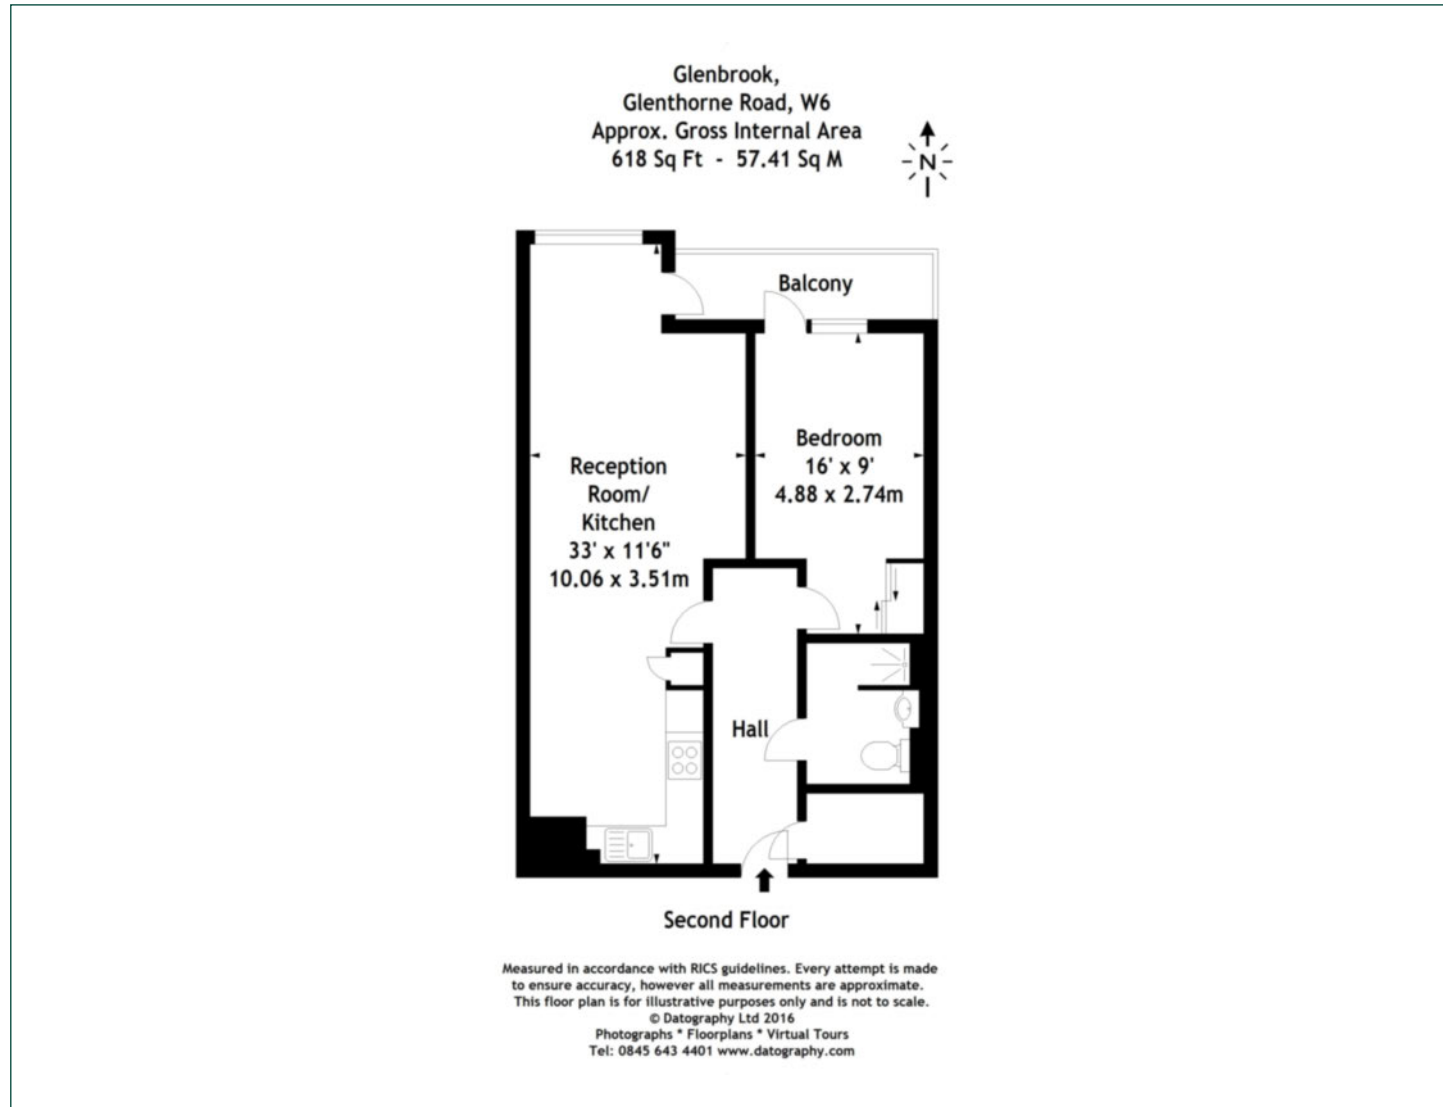 Glenbrook,
Glenthorne Road, W6
Approx. Gross Internal Area
618 Sq Ft - 57.41 Sq M
N
Balcony
Bedroom
16' x 9'
4.88 x 2.74m
Reception
Room/
Kitchen
33' x 11'6"
10.06 x 3.51m
Hall
Second Floor
Measured in accordance with RICS guidelines. Every attempt is made
to ensure accuracy, however all measurements are approximate.
This floor plan is for illustrative purposes only and is not to scale.
© Datography Ltd 2016
Photographs * Floorplans * Virtual Tours
Tel: 0845 643 4401 www.datography.com